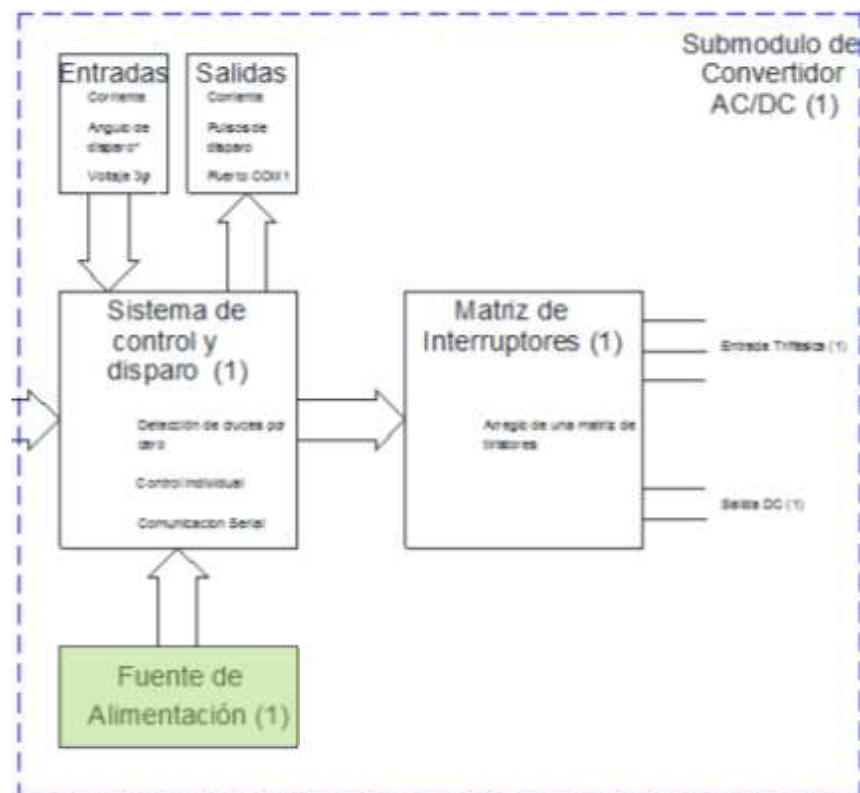 Submodulo de
Convertidor
AC/DC (1)
Entradas
Corriente
Angulo de
disparo*
Voltaje 3φ
Salidas
Corriente
Pulsos de
disparo
Puerto COM 1
Sistema de
control y
disparo (1)
Detección de cruces por
cero
Control individual
Comunicacion Serial
Matriz de
Interruptores (1)
Arreglo de una matriz de
tiristores
Entrada Trifásica (1)
Salida DC (1)
Fuente de
Alimentación (1)